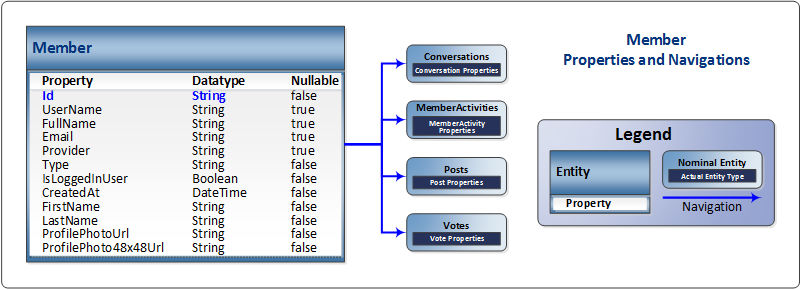 Member
Property Datatype Nullable
Id String false
UserName String true
FullName String true
Email String true
Provider String true
Type String false
IsLoggedInUser Boolean false
CreatedAt DateTime false
FirstName String false
LastName String false
ProfilePhotoUrl String false
ProfilePhoto48x48Url String false
Conversations
Conversation Properties
MemberActivities
MemberActivity
Properties
Posts
Post Properties
Votes
Vote Properties
Member
Properties and Navigations
Legend
Entity
Property
Nominal Entity
Actual Entity Type
Navigation